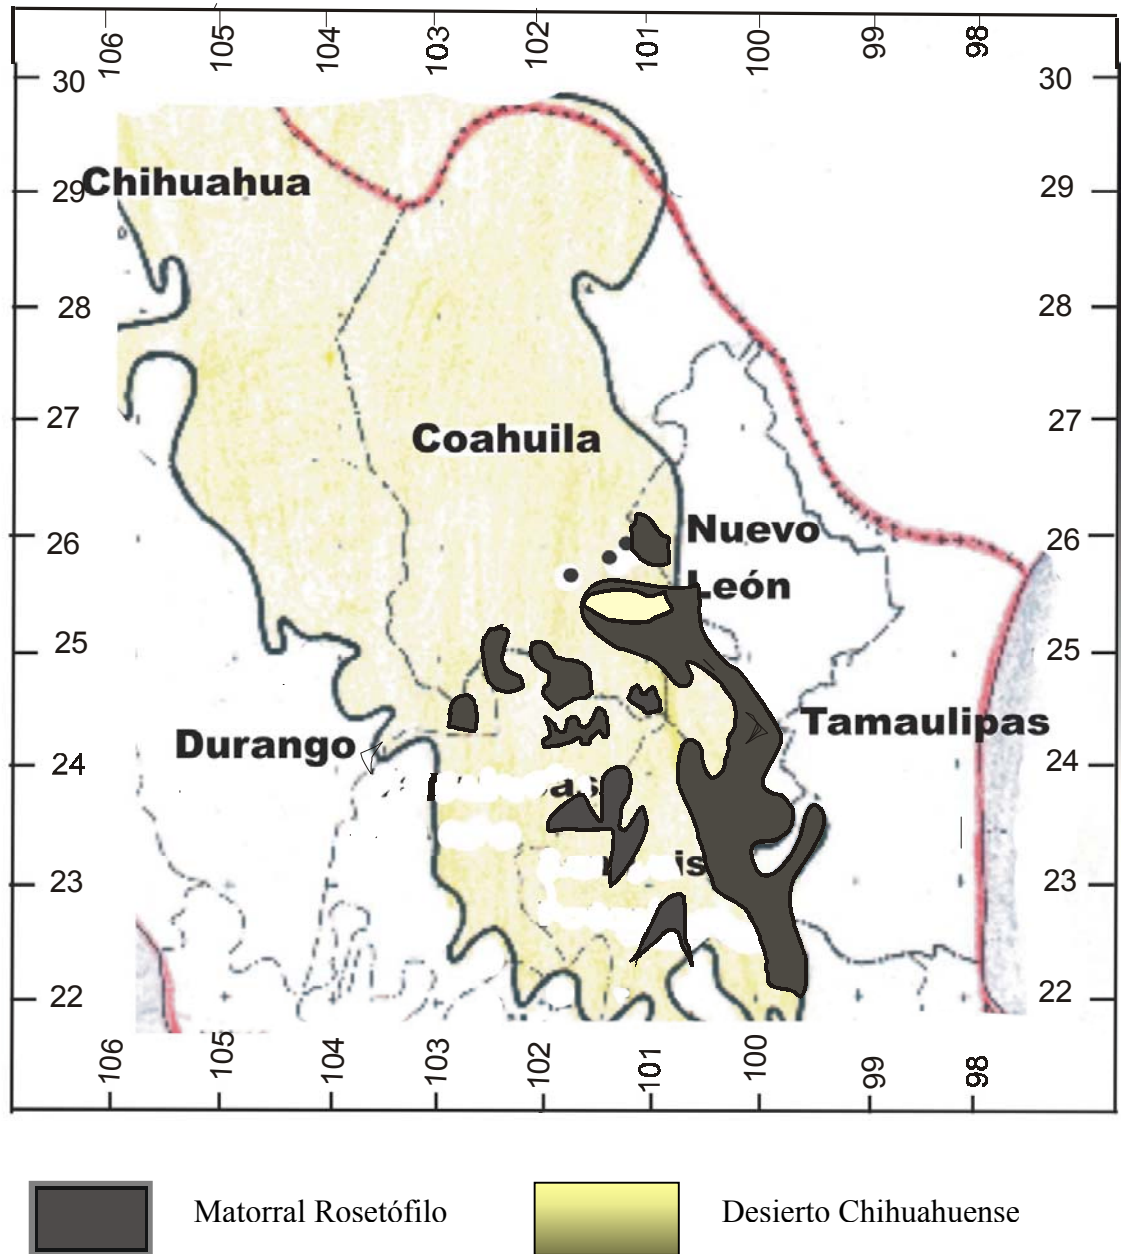 106 105 104 103 102 101 100 99 98
30 30
Chihuahua
29 29
28 28
27 27
Coahuila
26 26
Nuevo
León
25 25
Tamaulipas
Durango
24 24
as
is
23 23
22 22
106 105 104 103 102 101 100 99 98
Matorral Rosetófilo Desierto Chihuahuense